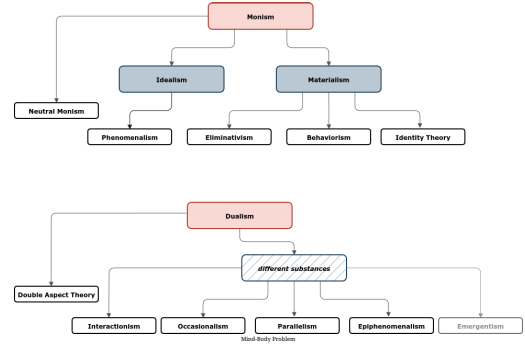 Monism
Idealism
Materialism
Neutral Monism
Phenomenalism
Eliminativism
Behaviorism
Identity Theory
Dualism
different substances
Double Aspect Theory
Interactionism
Occasionalism
Parallelism
Epiphenomenalism
Emergentism
Mind-Body Problem